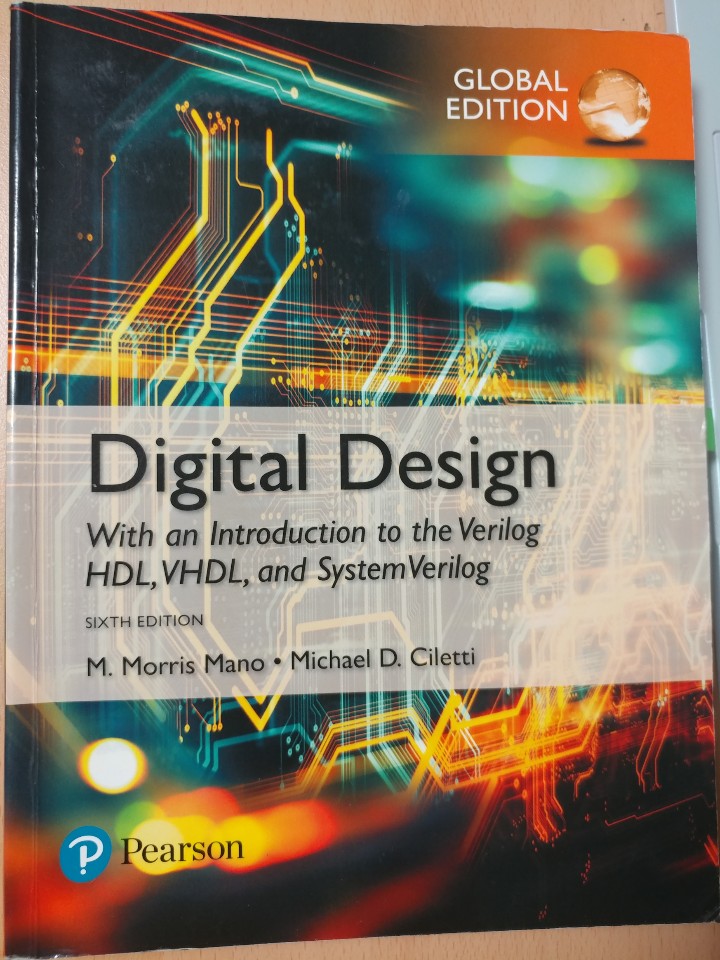 GLOBAL
EDITION
Digital Design
With an Introduction to the Verilog
HDL, VHDL, and SystemVerilog
SIXTH EDITION
M. Morris Mano • Michael D. Ciletti
P Pearson